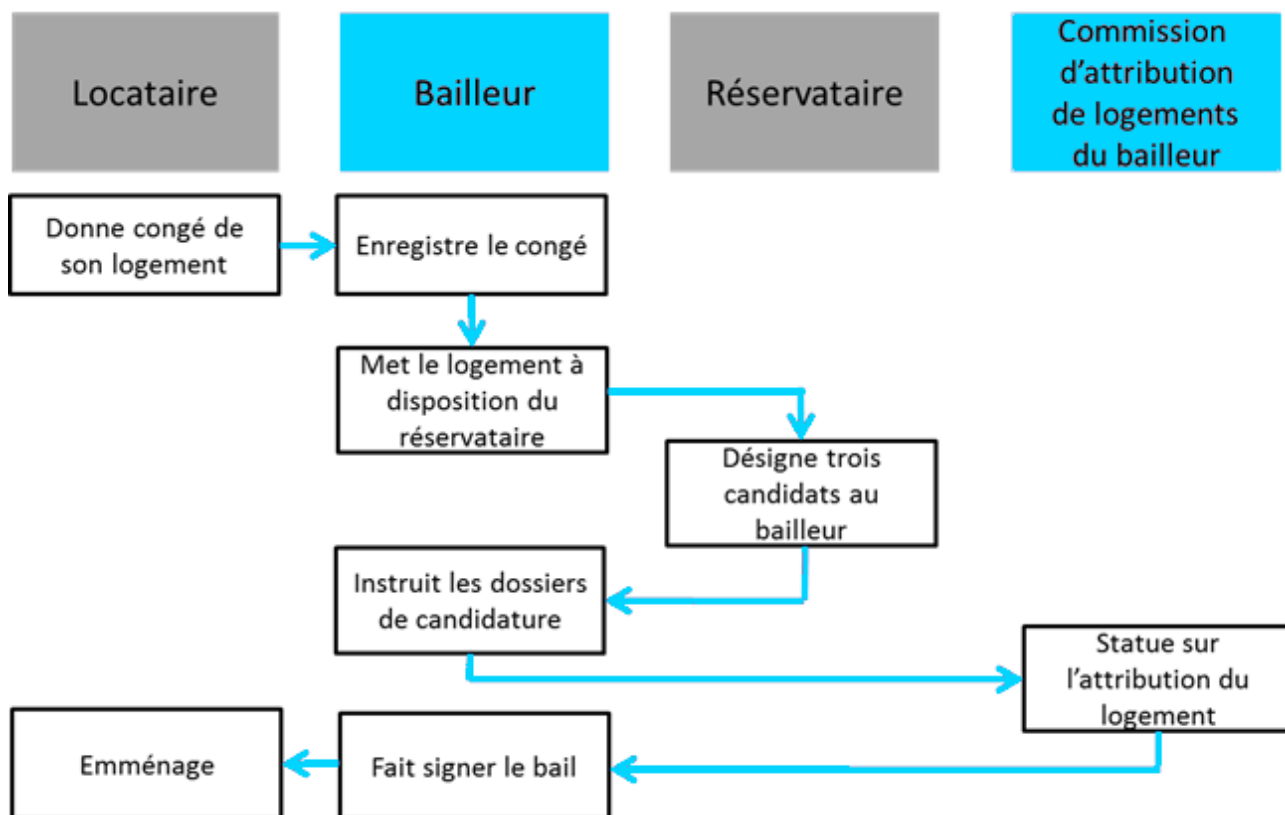 Locataire
Bailleur
Réservataire
Commission
d'attribution
de logements
du bailleur
Donne congé de
son logement
Enregistre le congé
Met le logement à
disposition du
réservataire
Désigne trois
candidats au
bailleur
Instruit les dossiers
de candidature
Statue sur
l'attribution du
logement
Emménage
Fait signer le bail